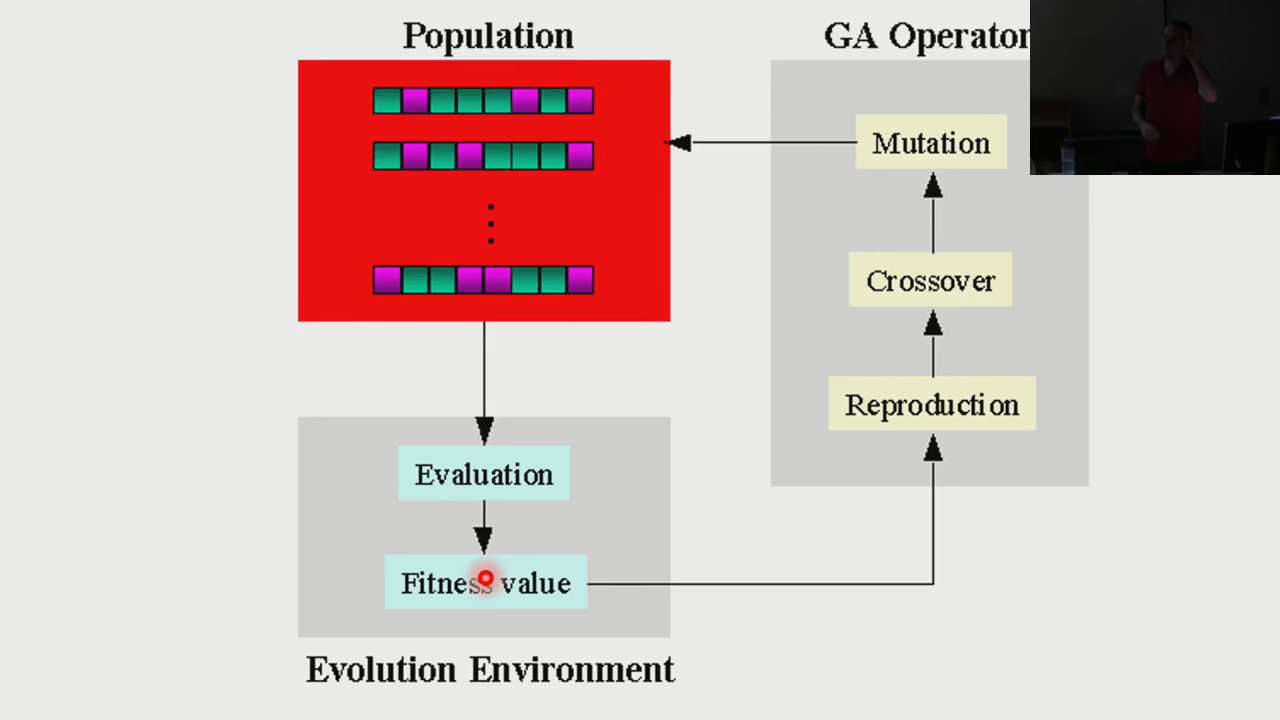 Population
GA Operator
Mutation
Crossover
Reproduction
Evaluation
Fitness value
Evolution Environment